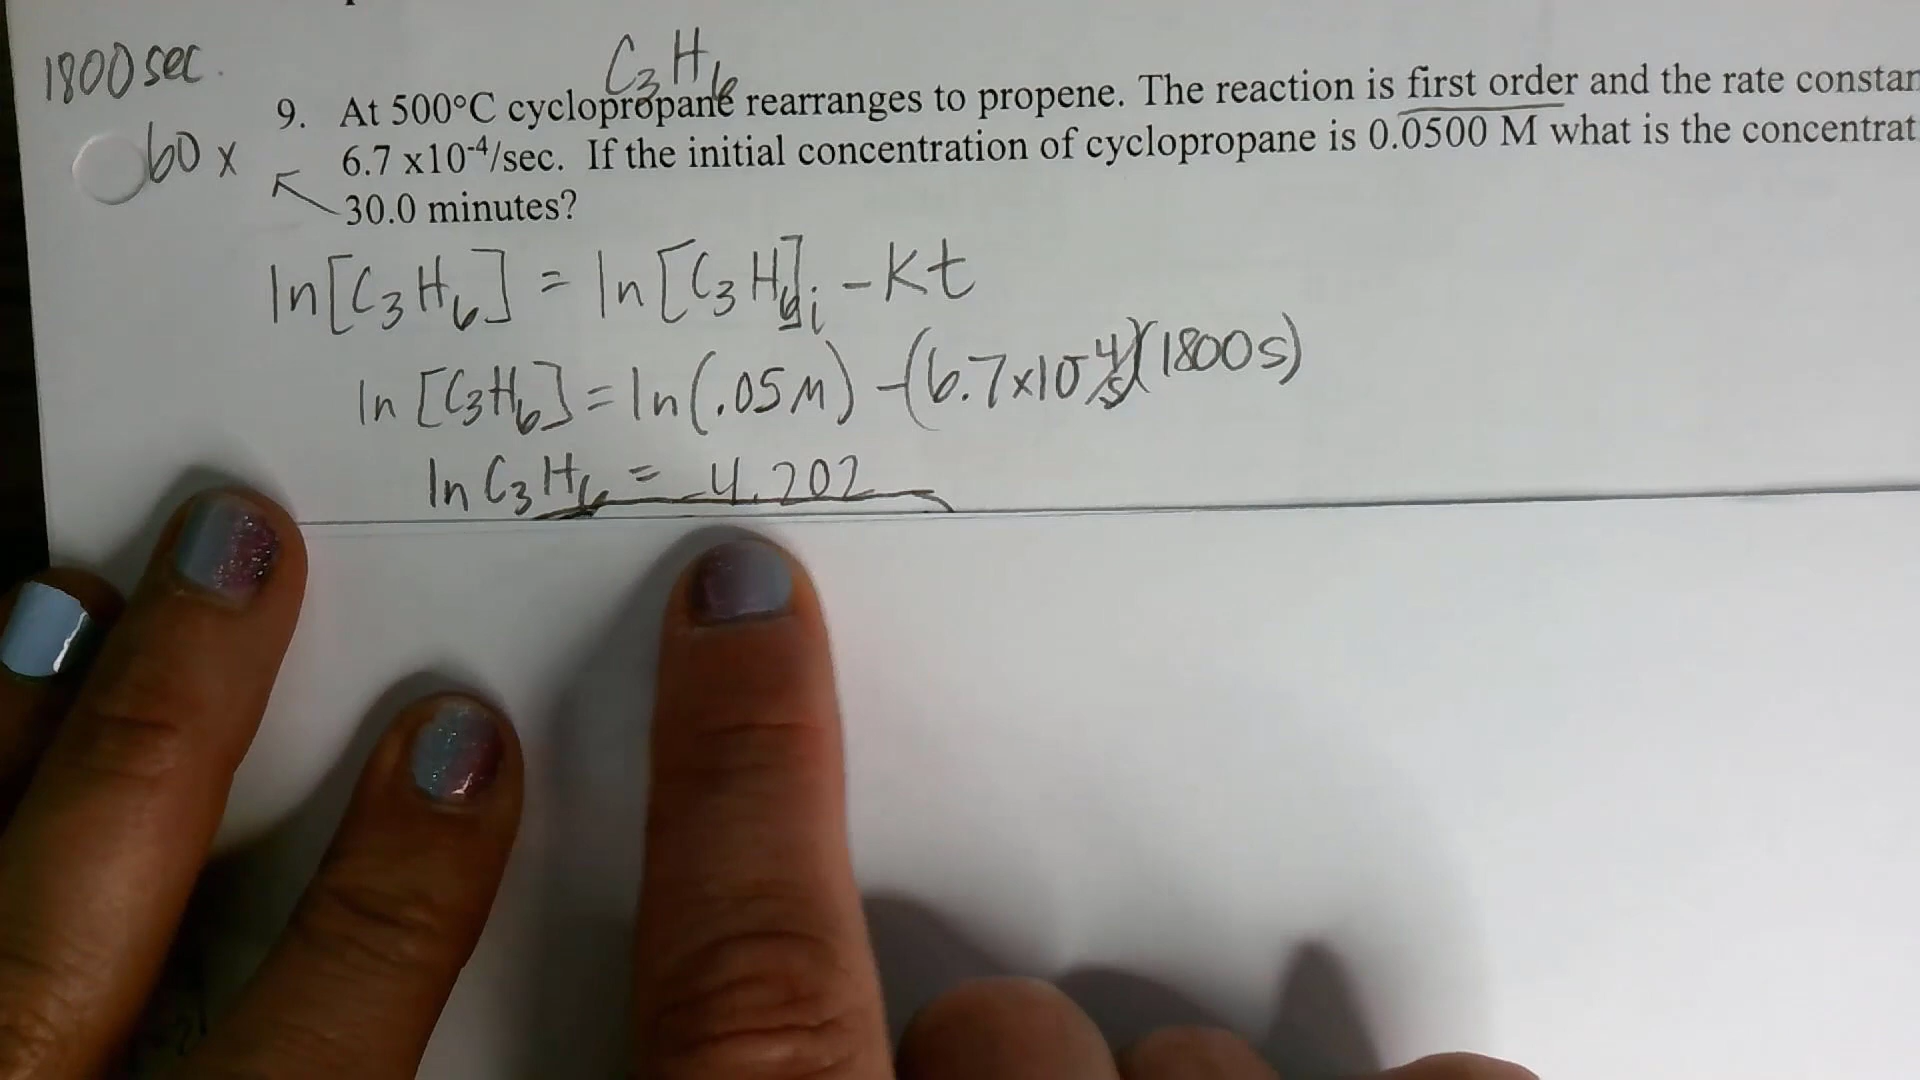 1800 sec.
C3H6
60 x
9. At 500°C cyclopropane rearranges to propene. The reaction is first order and the rate constan
6.7 x10⁻⁴/sec. If the initial concentration of cyclopropane is 0.0500 M what is the concentrat
30.0 minutes?
ln[C₃H₆] = ln[C₃H₆]i - Kt
ln [C₃H₆] = ln(.05M) - (6.7x10⁻⁴/s)(1800s)
ln C₃H₆ = -4.202